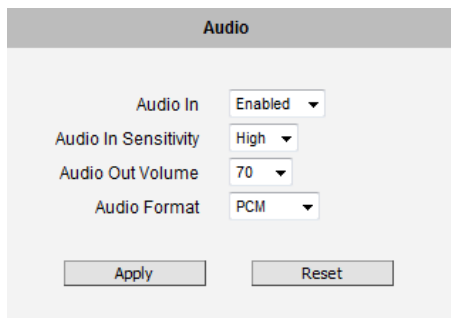 Audio
Audio In Enabled
Audio In Sensitivity High
Audio Out Volume 70
Audio Format PCM
Apply Reset